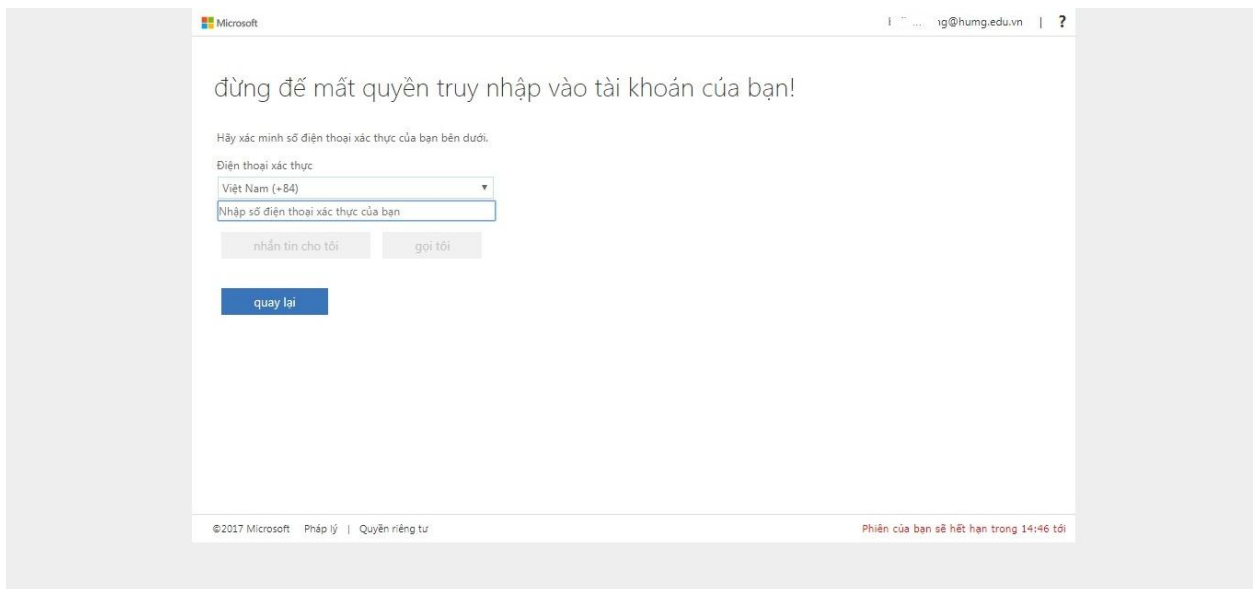 Microsoft
ng@humg.edu.vn | ?
đừng để mất quyền truy nhập vào tài khoản của bạn!
Hãy xác minh số điện thoại xác thực của bạn bên dưới.
Điện thoại xác thực
Việt Nam (+84)
Nhập số điện thoại xác thực của bạn
nhắn tin cho tôi gọi tôi
quay lại
©2017 Microsoft Pháp lý | Quyền riêng tư
Phiên của bạn sẽ hết hạn trong 14:46 tới